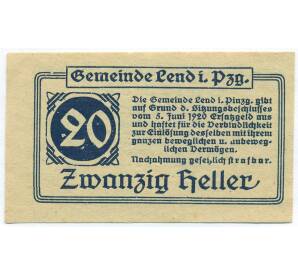 Gemeinde Lend i. Pzg.
20
Die Gemeinde Lend i. Pinzg. gibt
auf Grund d. Sitzungsbeschlusses
vom 5. Juni 1920 Ersatzgeld aus
und haftet für die Verbindlichkeit
zur Einlösung desselben mit ihrem
ganzen beweglichen u. unbeweg-
lichen Vermögen.
Nachahmung gesetzlich strafbar.
Zwanzig Heller